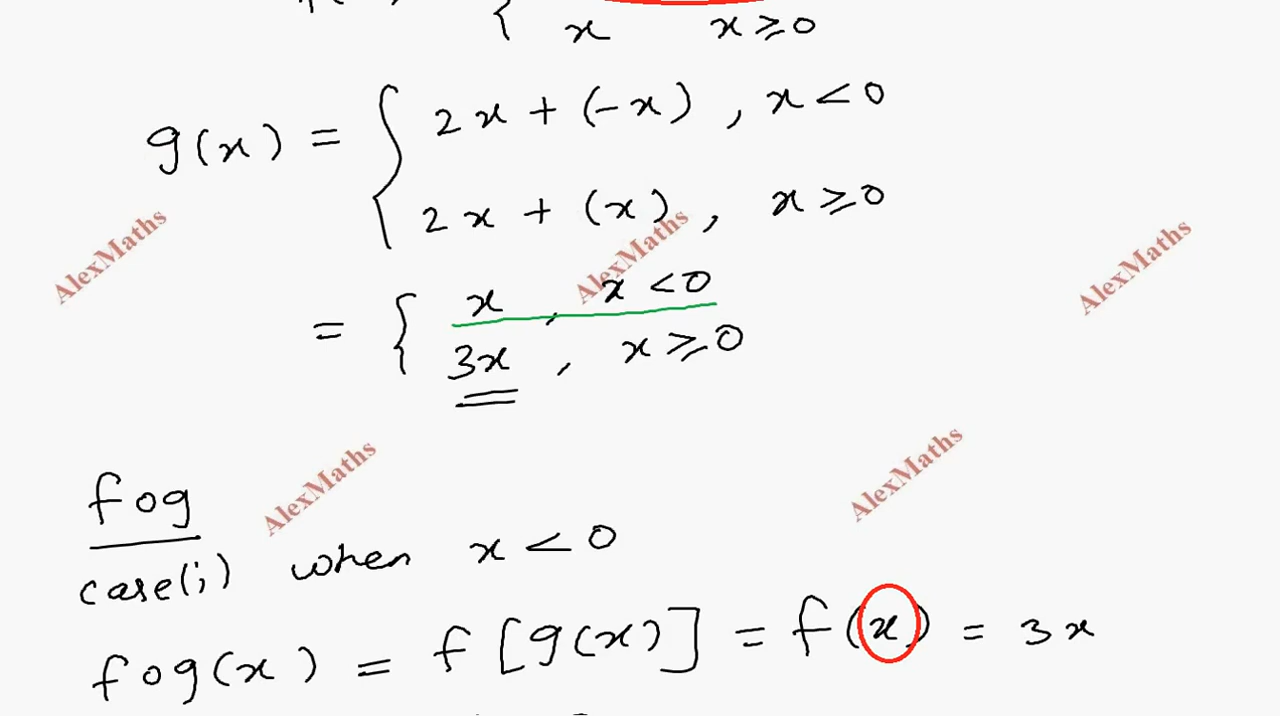 { x x ≥ 0
g(x) = { 2x + (-x) , x < 0
2x + (x) , x ≥ 0
= { x , x < 0
3x , x ≥ 0
fog
case(i) when x < 0
fog(x) = f[g(x)] = f(x) = 3x
AlexMaths
AlexMaths
AlexMaths
AlexMaths
AlexMaths